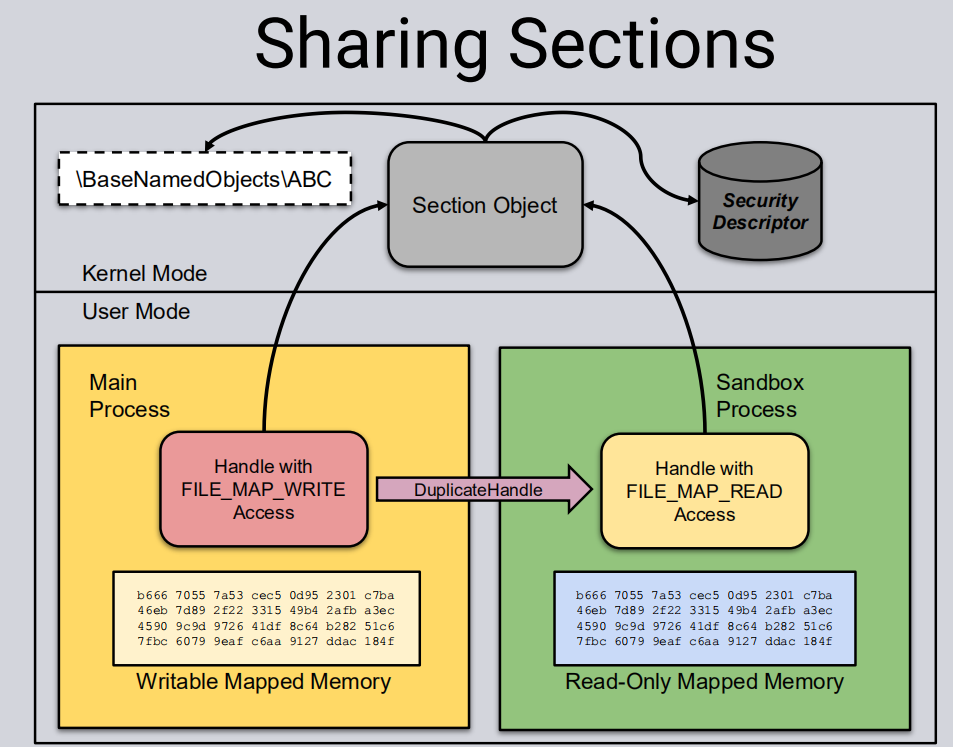 Sharing Sections
\BaseNamedObjects\ABC
Section Object
Security
Descriptor
Kernel Mode
User Mode
Main
Process
Handle with
FILE_MAP_WRITE
Access
DuplicateHandle
Sandbox
Process
Handle with
FILE_MAP_READ
Access
b666 7055 7a53 cec5 0d95 2301 c7ba
46eb 7d89 2f22 3315 49b4 2afb a3ec
4590 9c9d 9726 41df 8c64 b282 51c6
7fbc 6079 9eaf c6aa 9127 ddac 184f
Writable Mapped Memory
b666 7055 7a53 cec5 0d95 2301 c7ba
46eb 7d89 2f22 3315 49b4 2afb a3ec
4590 9c9d 9726 41df 8c64 b282 51c6
7fbc 6079 9eaf c6aa 9127 ddac 184f
Read-Only Mapped Memory